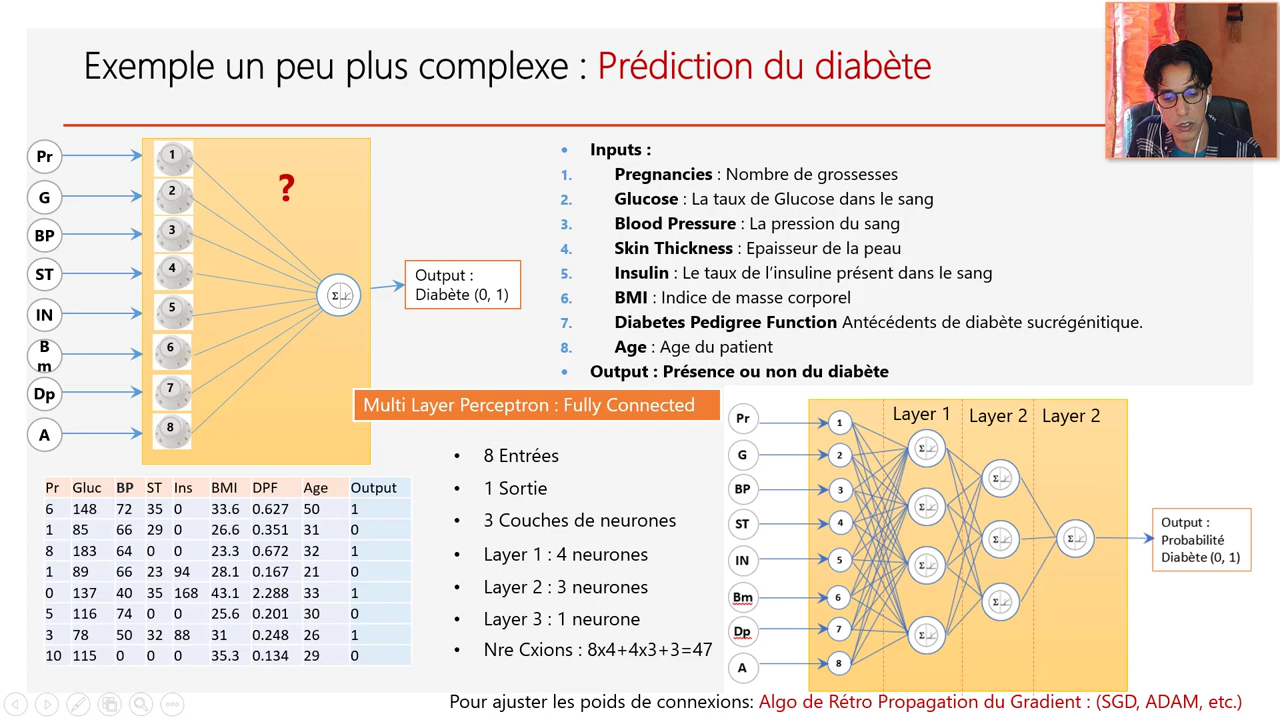 Exemple un peu plus complexe : Prédiction du diabète
Pr
G
BP
ST
IN
B
m
Dp
A
1
2
3
4
5
6
7
8
?
Σ
Output :
Diabète (0, 1)
• Inputs :
1. Pregnancies : Nombre de grossesses
2. Glucose : La taux de Glucose dans le sang
3. Blood Pressure : La pression du sang
4. Skin Thickness : Epaisseur de la peau
5. Insulin : Le taux de l'insuline présent dans le sang
6. BMI : Indice de masse corporel
7. Diabetes Pedigree Function Antécédents de diabète sucrégénitique.
8. Age : Age du patient
• Output : Présence ou non du diabète
Multi Layer Perceptron : Fully Connected
Pr Gluc BP ST Ins BMI DPF Age Output
6 148 72 35 0 33.6 0.627 50 1
1 85 66 29 0 26.6 0.351 31 0
8 183 64 0 0 23.3 0.672 32 1
1 89 66 23 94 28.1 0.167 21 0
0 137 40 35 168 43.1 2.288 33 1
5 116 74 0 0 25.6 0.201 30 0
3 78 50 32 88 31 0.248 26 1
10 115 0 0 0 35.3 0.134 29 0
• 8 Entrées
• 1 Sortie
• 3 Couches de neurones
• Layer 1 : 4 neurones
• Layer 2 : 3 neurones
• Layer 3 : 1 neurone
• Nre Cxions : 8x4+4x3+3=47
Layer 1 Layer 2 Layer 2
Pr
G
BP
ST
IN
Bm
Dp
A
1
2
3
4
5
6
7
8
Σ
Σ
Σ
Σ
Σ
Σ
Σ
Σ
Output :
Probabilité
Diabète (0, 1)
Pour ajuster les poids de connexions: Algo de Rétro Propagation du Gradient : (SGD, ADAM, etc.)